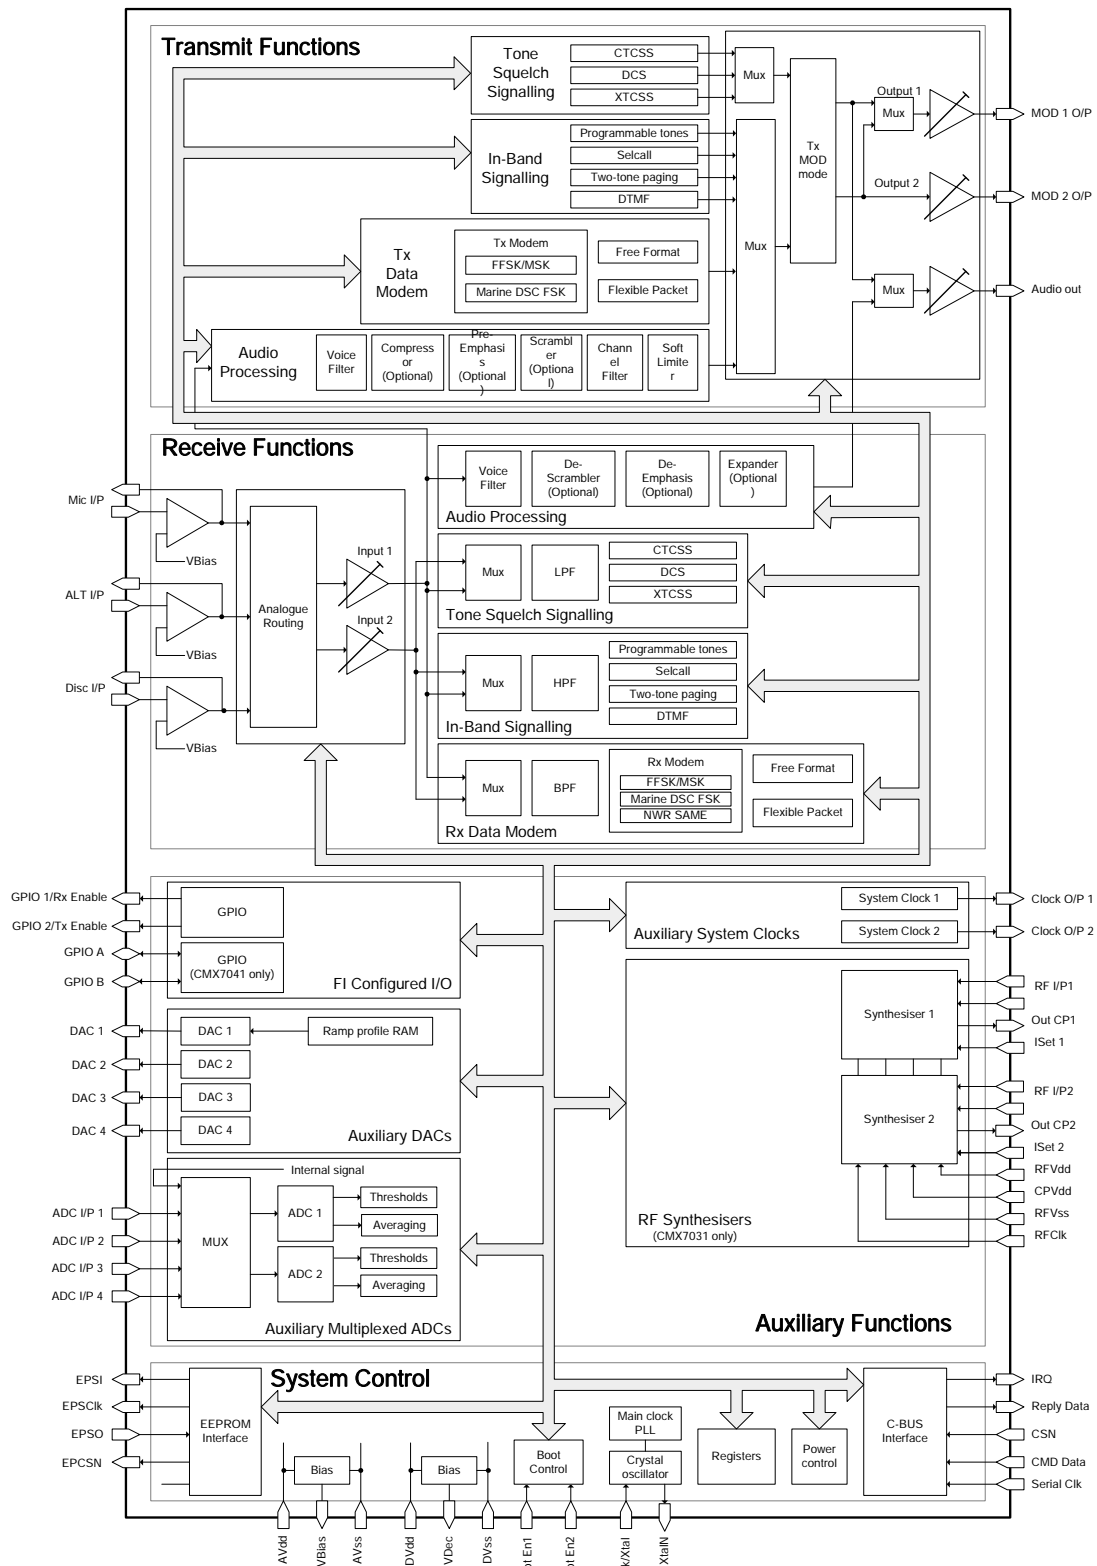 Transmit Functions
Tone
Squelch
Signalling
CTCSS
DCS
XTCSS
Mux
In-Band
Signalling
Programmable tones
Selcall
Two-tone paging
DTMF
Tx
Data
Modem
Tx Modem
FFSK/MSK
Marine DSC FSK
Free Format
Flexible Packet
Mux
Tx
MOD
mode
Output 1
Mux
Output 2
Mux
MOD 1 O/P
MOD 2 O/P
Audio out
Audio
Processing
Voice
Filter
Compress
or
(Optional)
Pre-
Emphasi
s
(Optional
)
Scrambl
er
(Optiona
l)
Chann
el
Filter
Soft
Limite
r
Receive Functions
Voice
Filter
De-
Scrambler
(Optional)
De-
Emphasis
(Optional)
Expander
(Optional
)
Audio Processing
Mic I/P
VBias
ALT I/P
VBias
Disc I/P
VBias
Analogue
Routing
Input 1
Input 2
Mux
LPF
CTCSS
DCS
XTCSS
Tone Squelch Signalling
Mux
HPF
Programmable tones
Selcall
Two-tone paging
DTMF
In-Band Signalling
Mux
BPF
Rx Modem
FFSK/MSK
Marine DSC FSK
NWR SAME
Free Format
Flexible Packet
Rx Data Modem
GPIO 1/Rx Enable
GPIO 2/Tx Enable
GPIO A
GPIO B
GPIO
GPIO
(CMX7041 only)
FI Configured I/O
System Clock 1
System Clock 2
Auxiliary System Clocks
Clock O/P 1
Clock O/P 2
DAC 1
DAC 2
DAC 3
DAC 4
DAC 1
DAC 2
DAC 3
DAC 4
Ramp profile RAM
Auxiliary DACs
Synthesiser 1
Synthesiser 2
RF Synthesisers
(CMX7031 only)
RF I/P1
Out CP1
ISet 1
RF I/P2
Out CP2
ISet 2
RFVdd
CPVdd
RFVss
RFClk
Internal signal
ADC I/P 1
ADC I/P 2
ADC I/P 3
ADC I/P 4
MUX
ADC 1
ADC 2
Thresholds
Averaging
Thresholds
Averaging
Auxiliary Multiplexed ADCs
Auxiliary Functions
System Control
EPSI
EPSClk
EPSO
EPCSN
EEPROM
Interface
Bias
Bias
Boot
Control
Main clock
PLL
Crystal
oscillator
Registers
Power
control
C-BUS
Interface
IRQ
Reply Data
CSN
CMD Data
Serial Clk
AVdd
VBias
AVss
DVdd
VDec
DVss
ot En1
ot En2
k/Xtal
XtalN